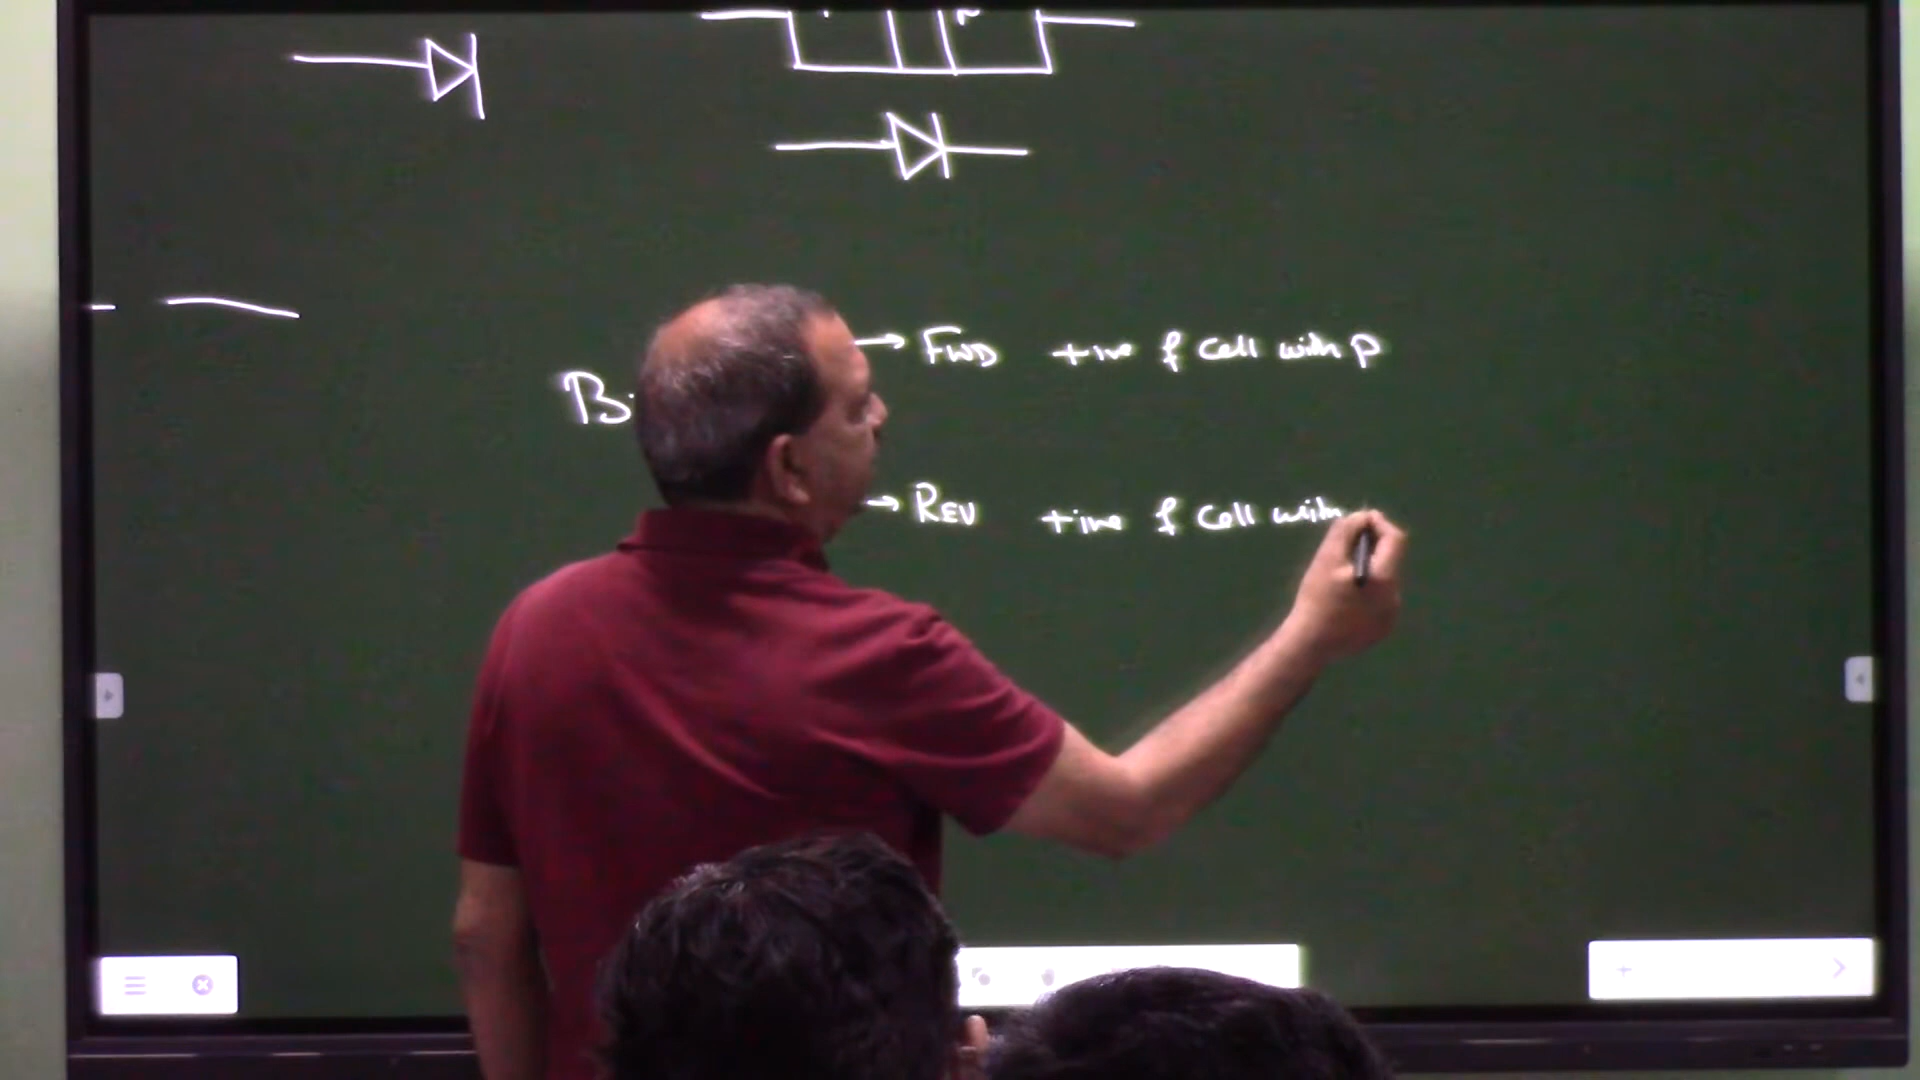 N
→ FWD +ive of cell with P
B
→ REV +ive of cell with